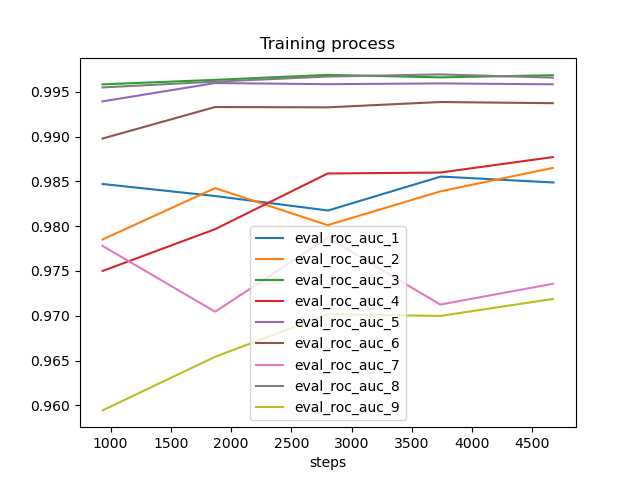 Training process
0.995
0.990
0.985
0.980
0.975
0.970
0.965
0.960
eval_roc_auc_1
eval_roc_auc_2
eval_roc_auc_3
eval_roc_auc_4
eval_roc_auc_5
eval_roc_auc_6
eval_roc_auc_7
eval_roc_auc_8
eval_roc_auc_9
1000 1500 2000 2500 3000 3500 4000 4500
steps